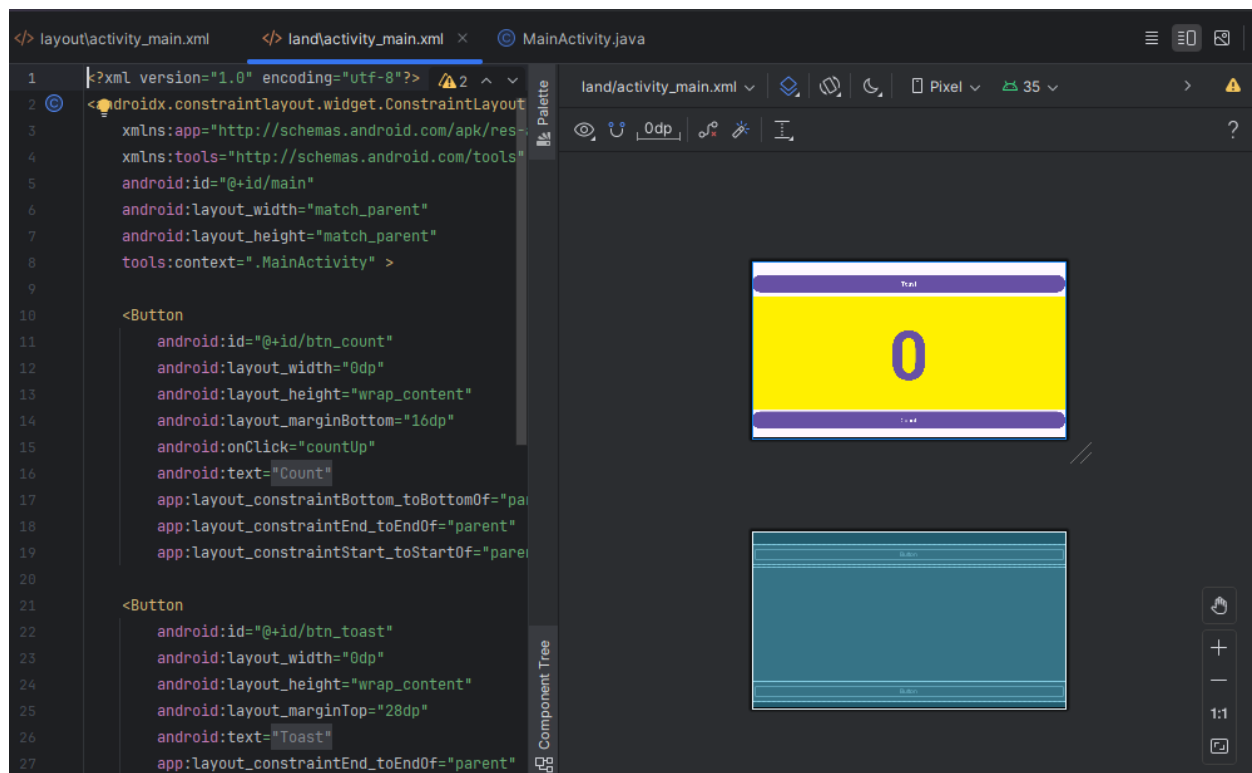 </> layout\activity_main.xml </> land\activity_main.xml × © MainActivity.java
1 <?xml version="1.0" encoding="utf-8"?> 2
2 <androidx.constraintlayout.widget.ConstraintLayout
3 xmlns:app="http://schemas.android.com/apk/res-
4 xmlns:tools="http://schemas.android.com/tools"
5 android:id="@+id/main"
6 android:layout_width="match_parent"
7 android:layout_height="match_parent"
8 tools:context=".MainActivity" >
9
10 <Button
11 android:id="@+id/btn_count"
12 android:layout_width="0dp"
13 android:layout_height="wrap_content"
14 android:layout_marginBottom="16dp"
15 android:onClick="countUp"
16 android:text="Count"
17 app:layout_constraintBottom_toBottomOf="pa
18 app:layout_constraintEnd_toEndOf="parent"
19 app:layout_constraintStart_toStartOf="pare
20
21 <Button
22 android:id="@+id/btn_toast"
23 android:layout_width="0dp"
24 android:layout_height="wrap_content"
25 android:layout_marginTop="28dp"
26 android:text="Toast"
27 app:layout_constraintEnd_toEndOf="parent"
Palette
Component Tree
land/activity_main.xml Pixel 35
0dp ?
Toast
0
Count
Button
Button
1:1